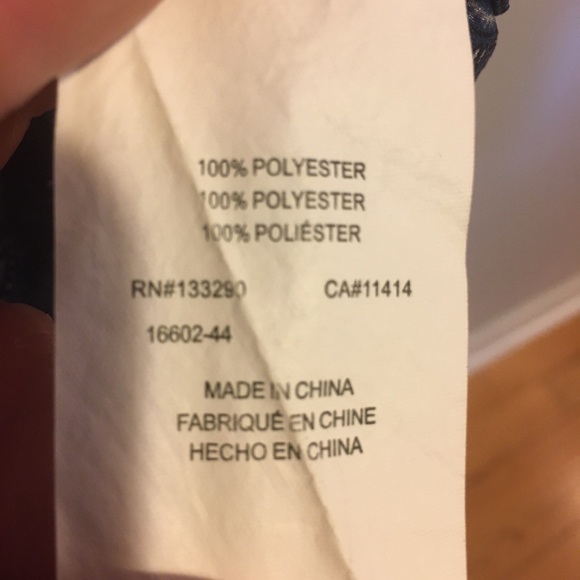 100% POLYESTER
100% POLYESTER
100% POLIÉSTER
RN#133290 CA#11414
16602-44
MADE IN CHINA
FABRIQUÉ EN CHINE
HECHO EN CHINA